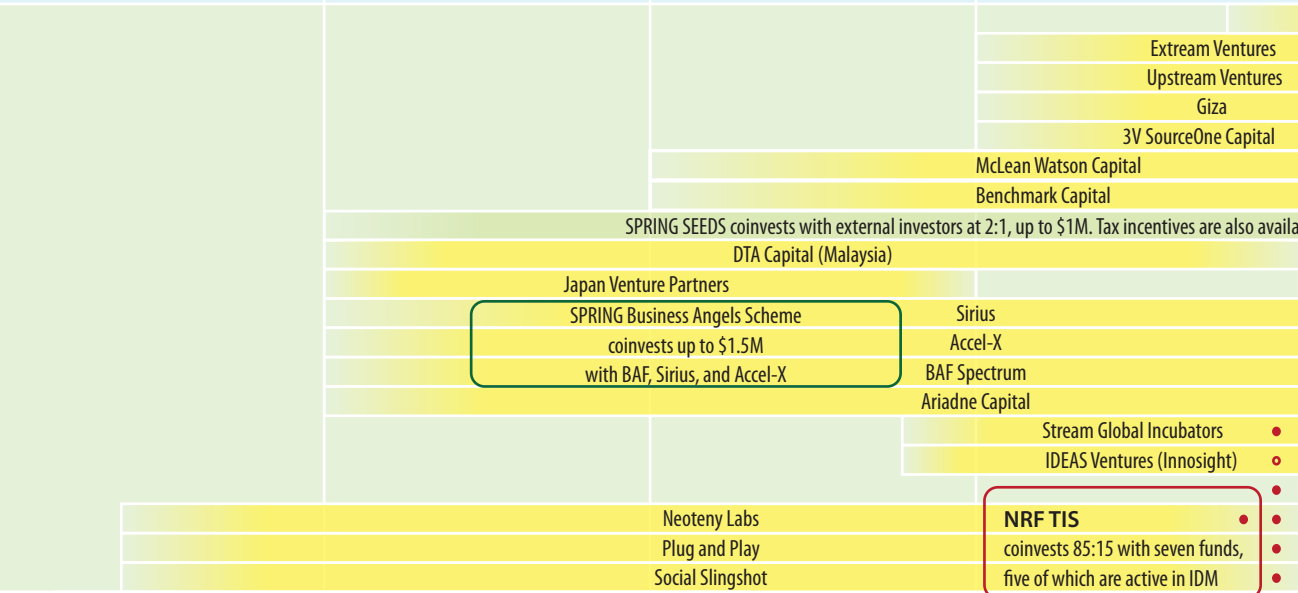 Extream Ventures
Upstream Ventures
Giza
3V SourceOne Capital
McLean Watson Capital
Benchmark Capital
SPRING SEEDS coinvests with external investors at 2:1, up to $1M. Tax incentives are also availa
DTA Capital (Malaysia)
Japan Venture Partners
SPRING Business Angels Scheme
coinvests up to $1.5M
with BAF, Sirius, and Accel-X
Sirius
Accel-X
BAF Spectrum
Ariadne Capital
Stream Global Incubators
IDEAS Ventures (Innosight)
Neoteny Labs
Plug and Play
Social Slingshot
NRF TIS
coinvests 85:15 with seven funds,
five of which are active in IDM